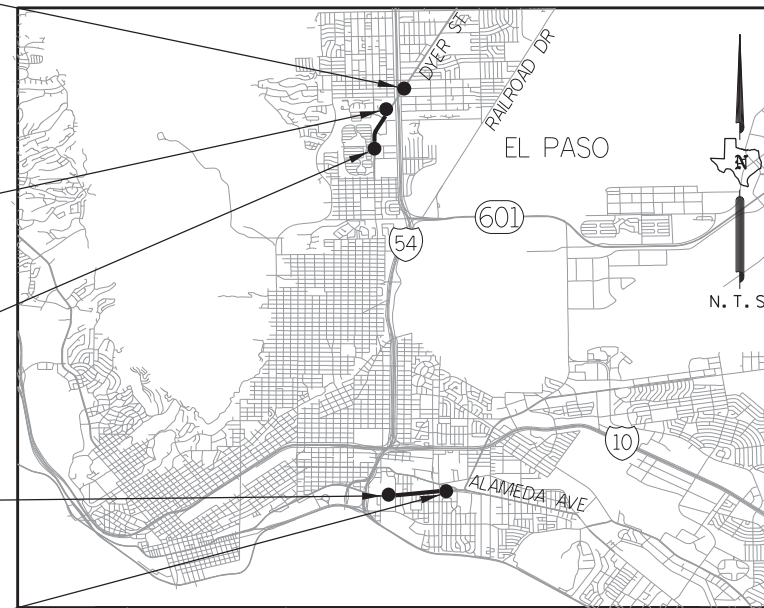 DYER ST
RAILROAD DR
EL PASO
N
601
54
N.T.S
ALAMEDA AVE
10